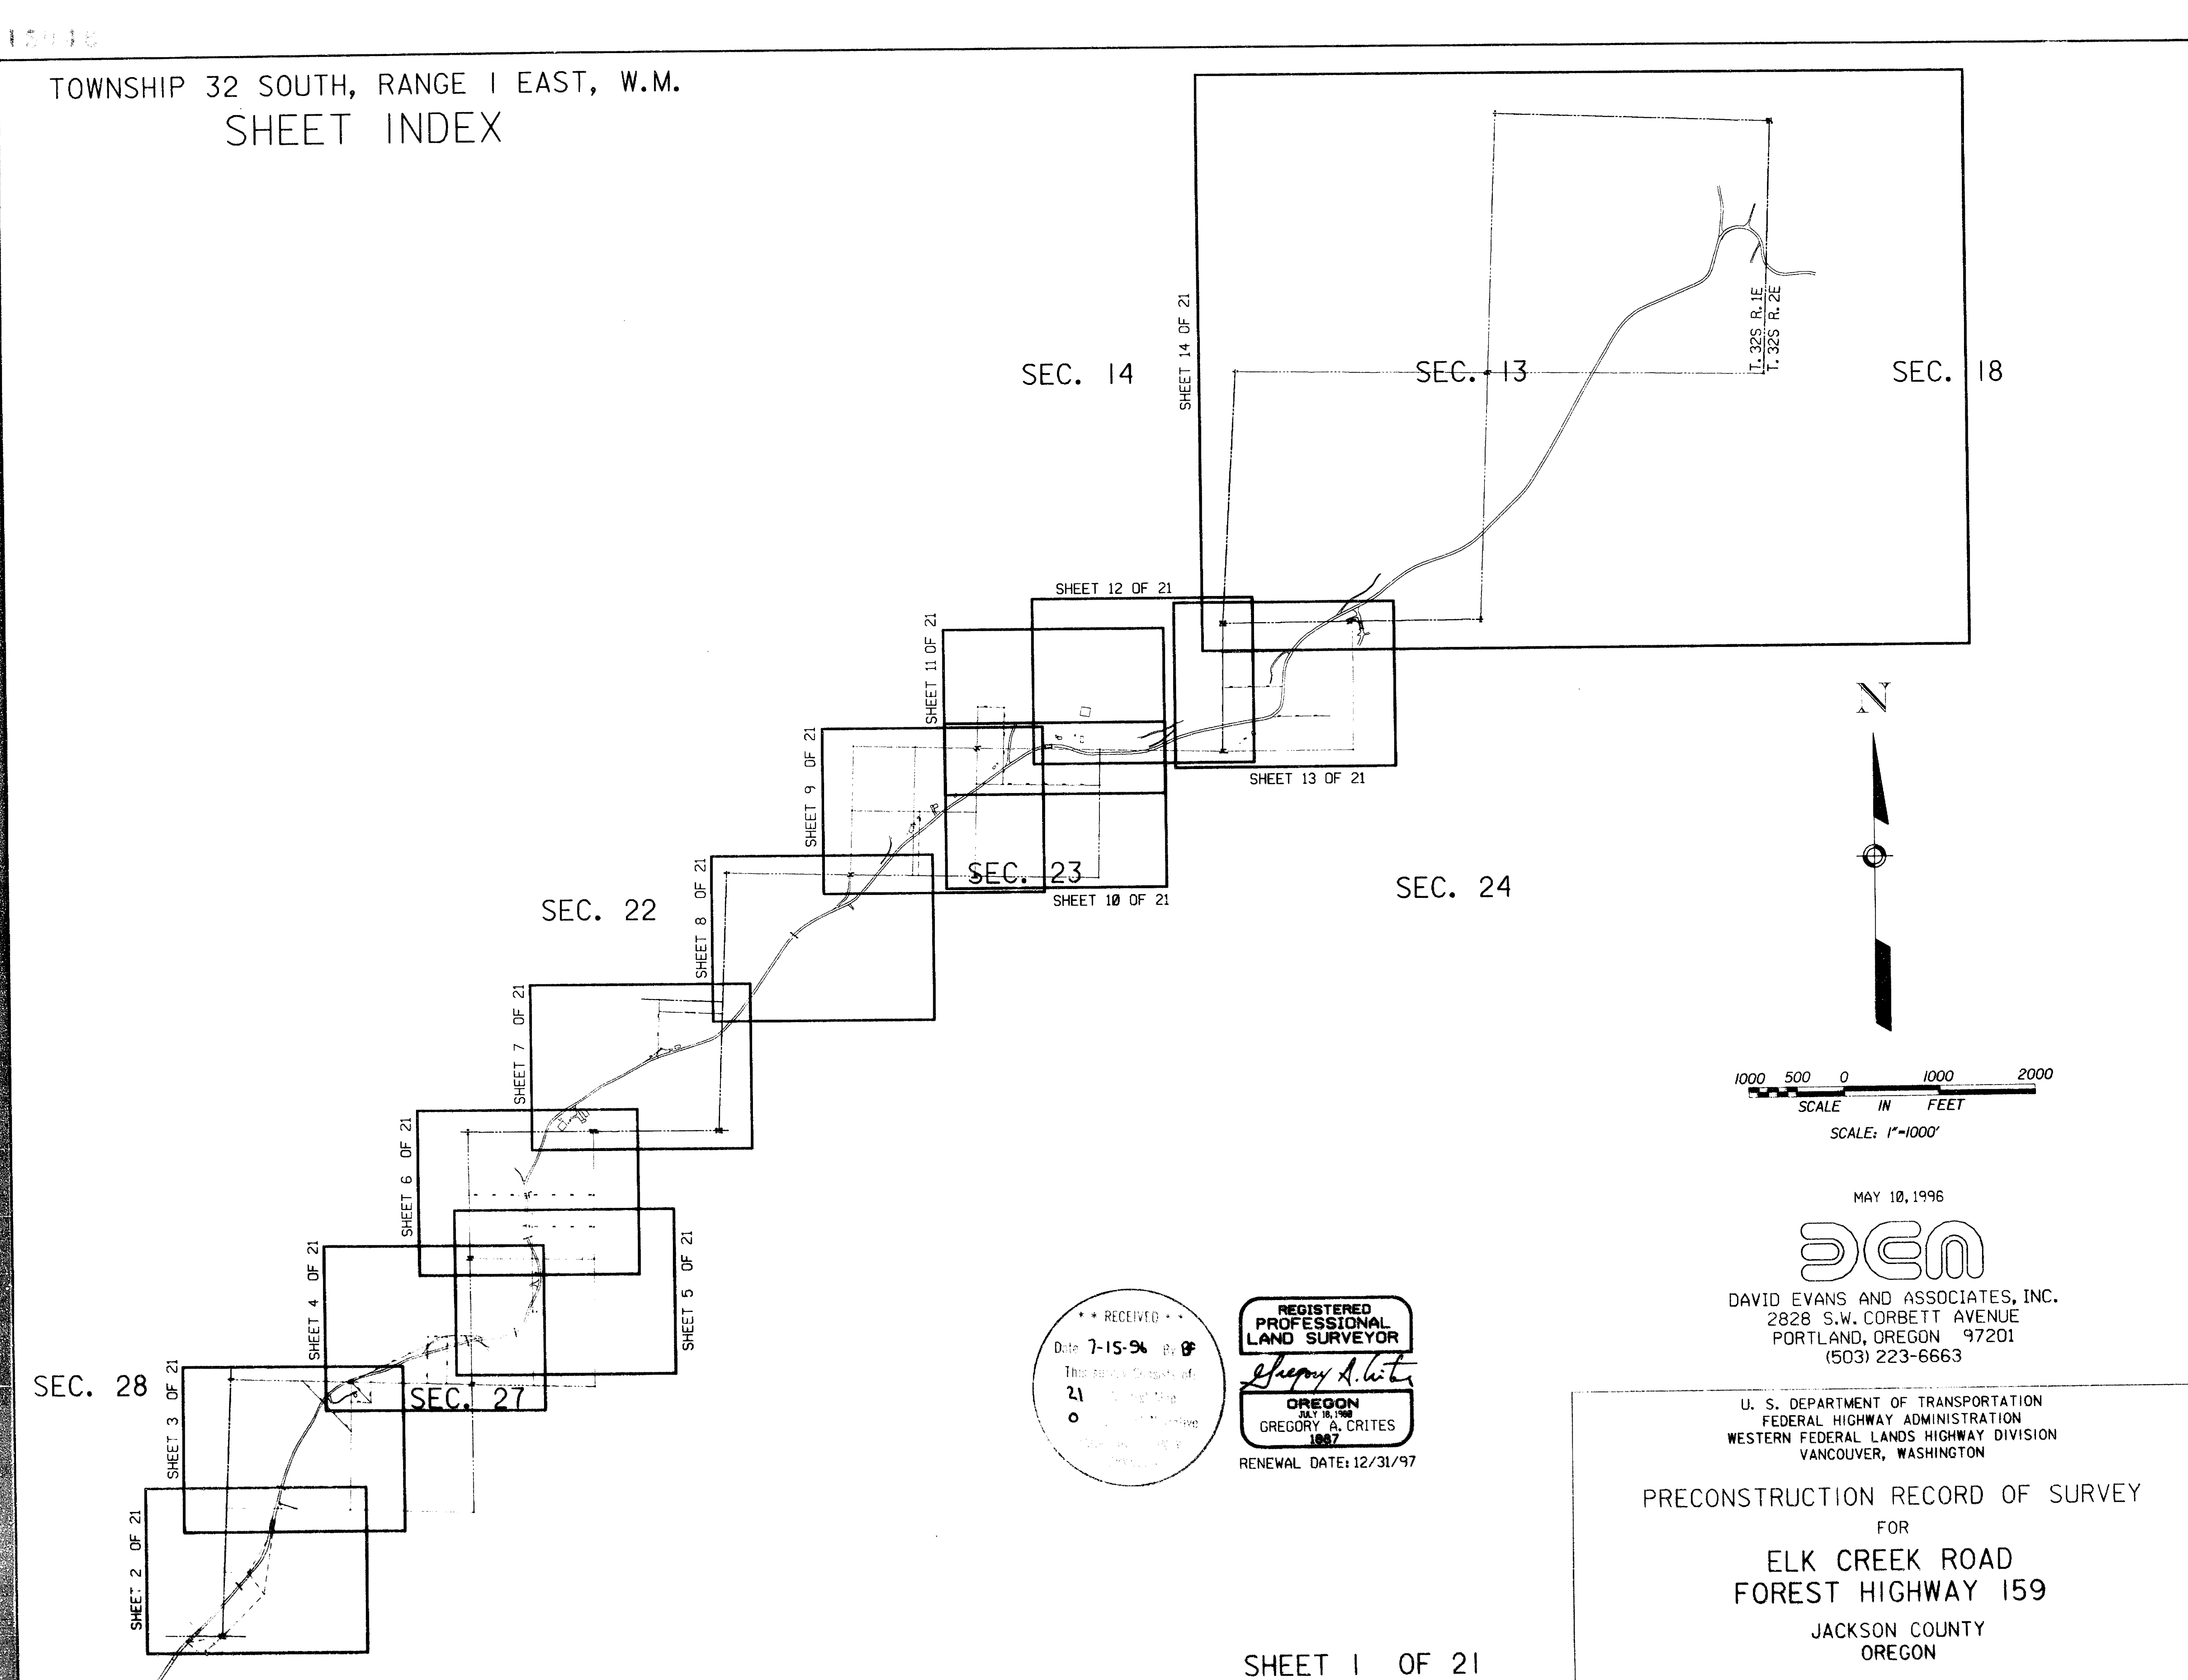 TOWNSHIP 32 SOUTH, RANGE 1 EAST, W.M.
SHEET INDEX
SHEET 14 OF 21
SEC. 14
SEC. 13
T. 32S R. 1E
T. 32S R. 2E
SEC. 18
SHEET 12 OF 21
SHEET 11 OF 21
SHEET 13 OF 21
SHEET 9 OF 21
SEC. 23
SHEET 10 OF 21
SEC. 24
SHEET 8 OF 21
SEC. 22
SHEET 7 OF 21
SHEET 6 OF 21
SHEET 5 OF 21
SHEET 4 OF 21
SEC. 27
SEC. 28
SHEET 3 OF 21
SHEET 2 OF 21
N
1000 500 0 1000 2000
SCALE IN FEET
SCALE: 1"=1000'
MAY 10, 1996
DEA
DAVID EVANS AND ASSOCIATES, INC.
2828 S.W. CORBETT AVENUE
PORTLAND, OREGON 97201
(503) 223-6663
* * RECEIVED * *
Date 7-15-96 By BF
21
0
REGISTERED
PROFESSIONAL
LAND SURVEYOR
Gregory A. Crites
OREGON
JULY 18, 1980
GREGORY A. CRITES
1887
RENEWAL DATE: 12/31/97
U. S. DEPARTMENT OF TRANSPORTATION
FEDERAL HIGHWAY ADMINISTRATION
WESTERN FEDERAL LANDS HIGHWAY DIVISION
VANCOUVER, WASHINGTON
PRECONSTRUCTION RECORD OF SURVEY
FOR
ELK CREEK ROAD
FOREST HIGHWAY 159
JACKSON COUNTY
OREGON
SHEET 1 OF 21